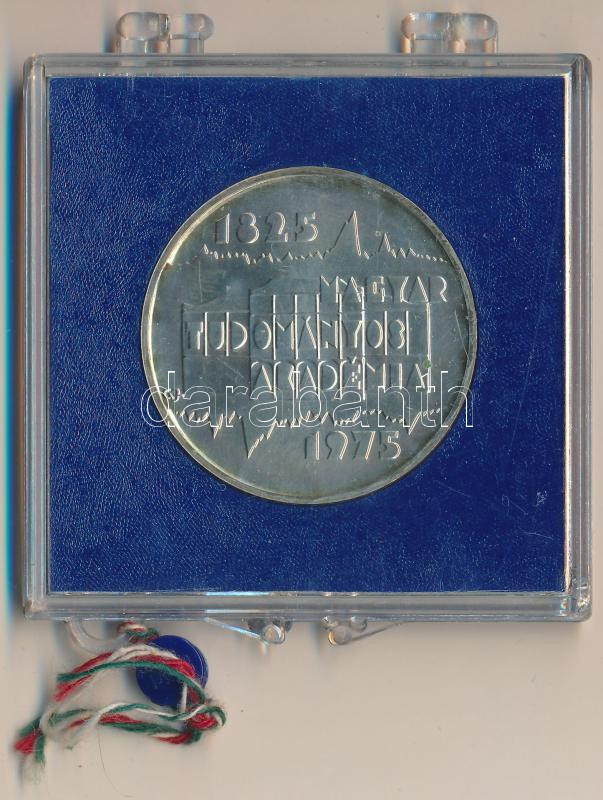 1825
MAGYAR
TUDOMÁNYOS
AKADÉMIA
darabanth
1975